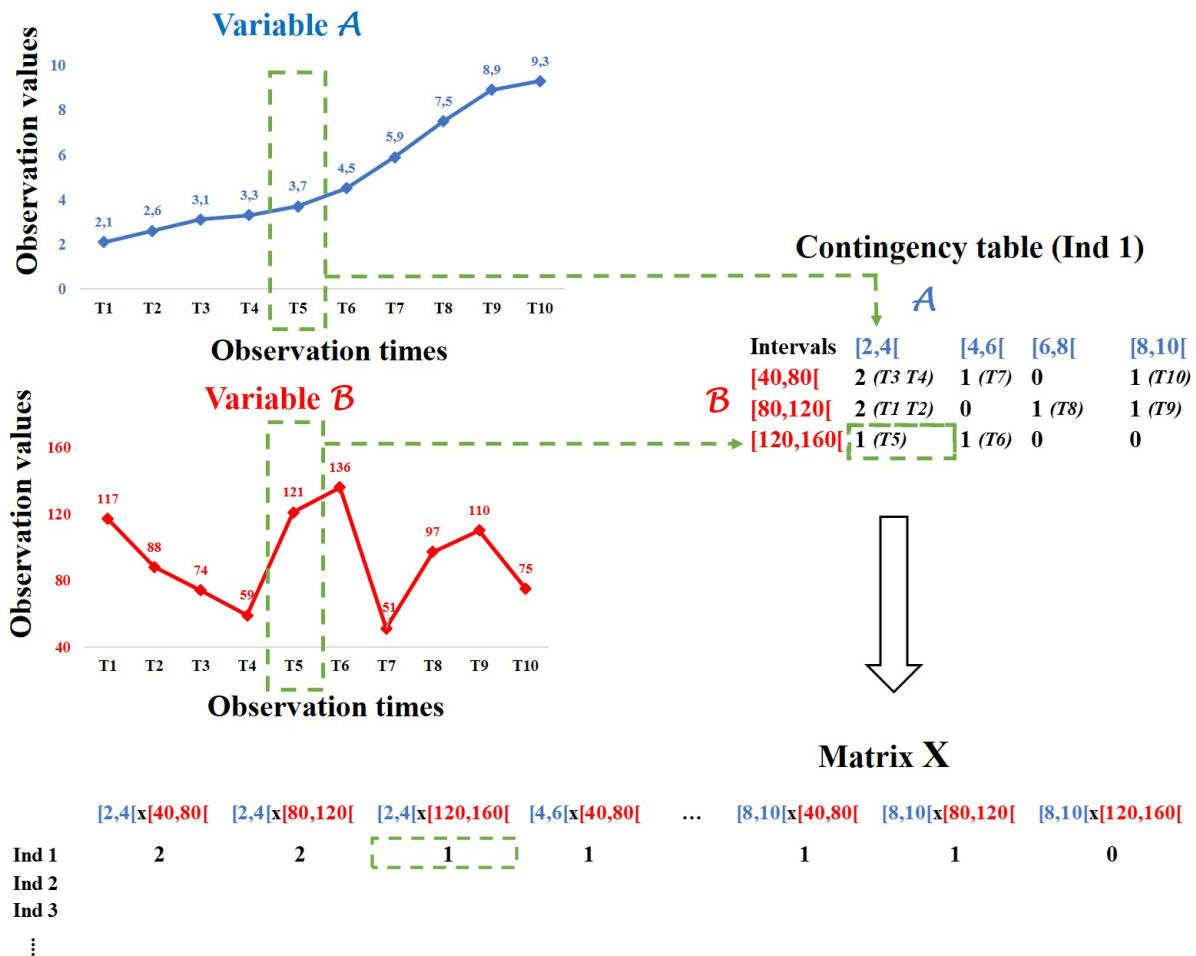 Variable A
Observation values
10
8
6
4
2
0
2,1
2,6
3,1
3,3
3,7
4,5
5,9
7,5
8,9
9,3
T1 T2 T3 T4 T5 T6 T7 T8 T9 T10
Observation times
Contingency table (Ind 1)
A
Intervals [2,4[ [4,6[ [6,8[ [8,10[
B
[40,80[ 2 (T3 T4) 1 (T7) 0 1 (T10)
[80,120[ 2 (T1 T2) 0 1 (T8) 1 (T9)
[120,160[ 1 (T5) 1 (T6) 0 0
Variable B
Observation values
160
120
80
40
117
88
74
59
121
136
51
97
110
75
T1 T2 T3 T4 T5 T6 T7 T8 T9 T10
Observation times
Matrix X
[2,4[x[40,80[ [2,4[x[80,120[ [2,4[x[120,160[ [4,6[x[40,80[ ... [8,10[x[40,80[ [8,10[x[80,120[ [8,10[x[120,160[
Ind 1 2 2 1 1 1 1 0
Ind 2
Ind 3
⁞